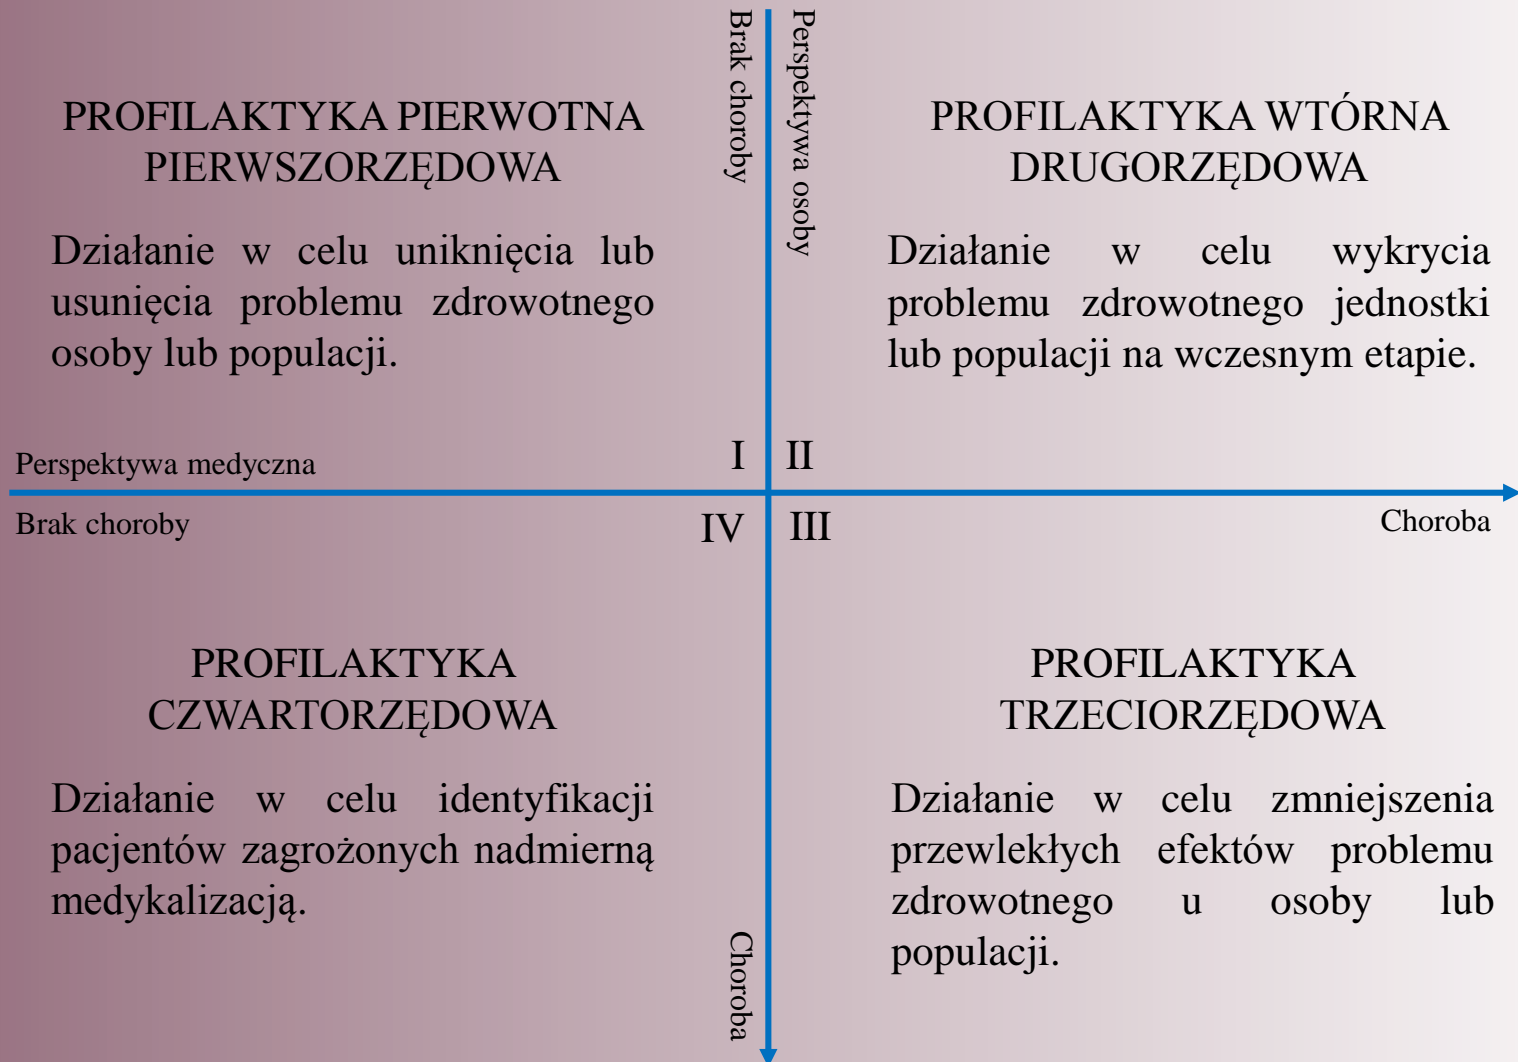 Brak choroby
Perspektywa osoby
PROFILAKTYKA PIERWOTNA
PIERWSZORZĘDOWA
Działanie w celu uniknięcia lub
usunięcia problemu zdrowotnego
osoby lub populacji.
PROFILAKTYKA WTÓRNA
DRUGORZĘDOWA
Działanie w celu wykrycia
problemu zdrowotnego jednostki
lub populacji na wczesnym etapie.
Perspektywa medyczna
I
II
Brak choroby
IV
III
Choroba
PROFILAKTYKA
CZWARTORZĘDOWA
Działanie w celu identyfikacji
pacjentów zagrożonych nadmierną
medykalizacją.
PROFILAKTYKA
TRZECIORZĘDOWA
Działanie w celu zmniejszenia
przewlekłych efektów problemu
zdrowotnego u osoby lub
populacji.
Choroba